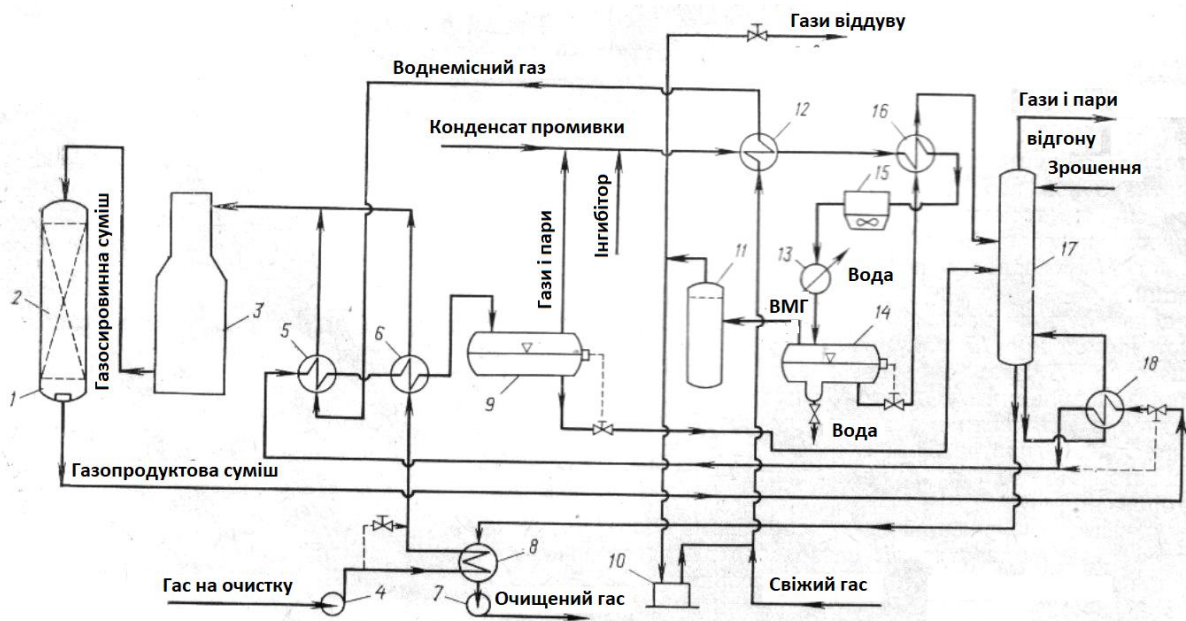 Гази віддуву
Воднемісний газ
12
16
Гази і пари
відгону
Зрошення
Конденсат промивки
15
Газосировинна суміш
Гази і пари
Інгибітор
11
13
Вода
17
2
3
ВМГ
14
5
6
18
1
9
Вода
Газопродуктова суміш
8
10
Гас на очистку
4
7
Очищений гас
Свіжий гас